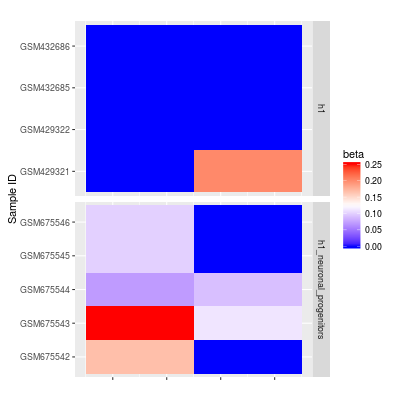 GSM432686
GSM432685
GSM429322
GSM429321
h1
GSM675546
GSM675545
GSM675544
GSM675543
GSM675542
h1_neuronal_progenitors
Sample ID
beta
0.25
0.20
0.15
0.10
0.05
0.00